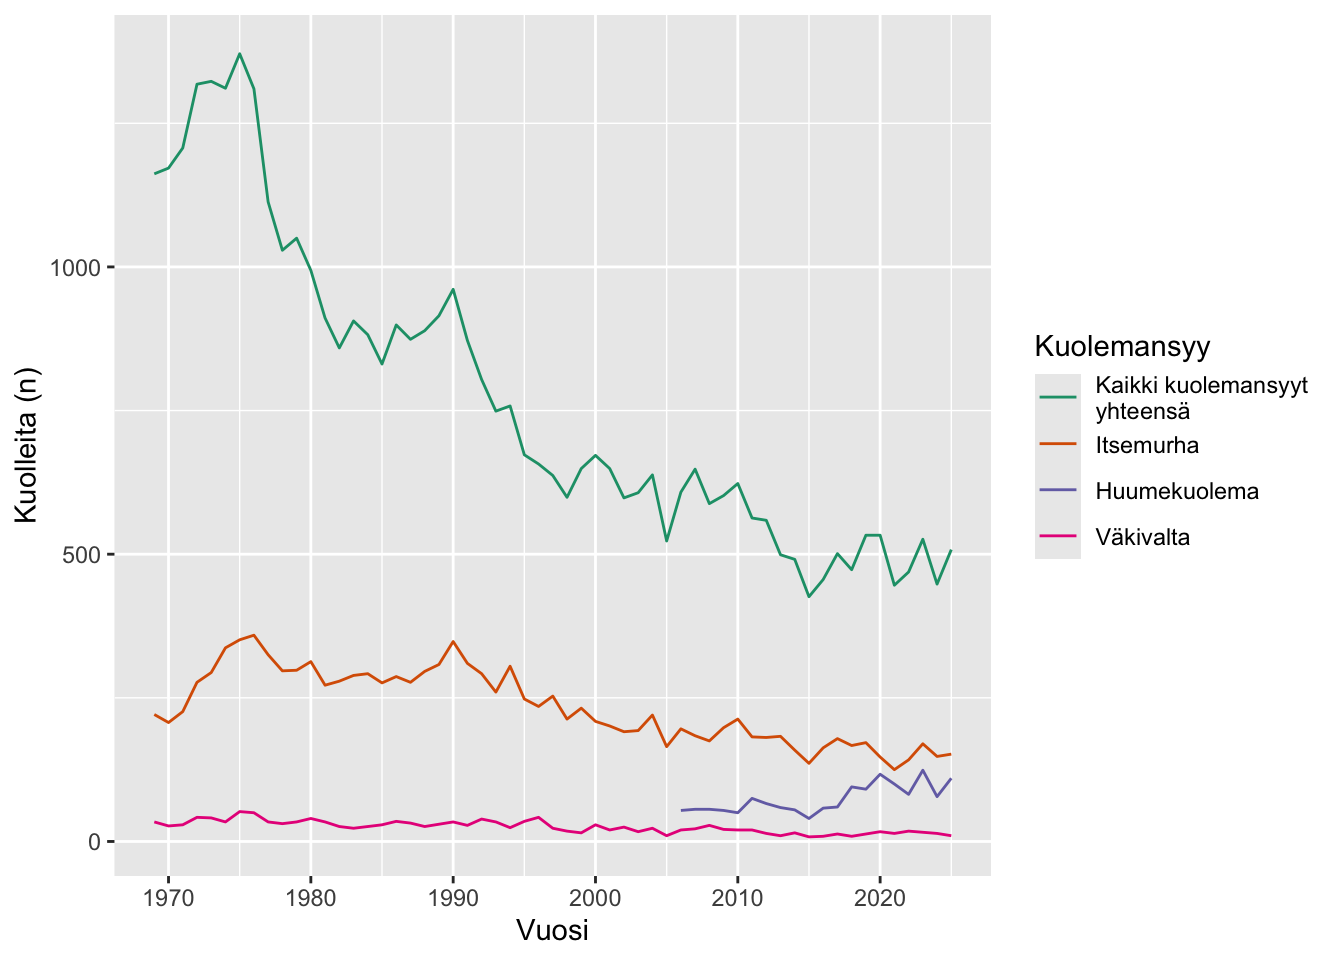 Kuolleita (n)
1000
500
0
1970
1980
1990
2000
2010
2020
Vuosi
Kuolemansyy
Kaikki kuolemansyyt
yhteensä
Itsemurha
Huumekuolema
Väkivalta